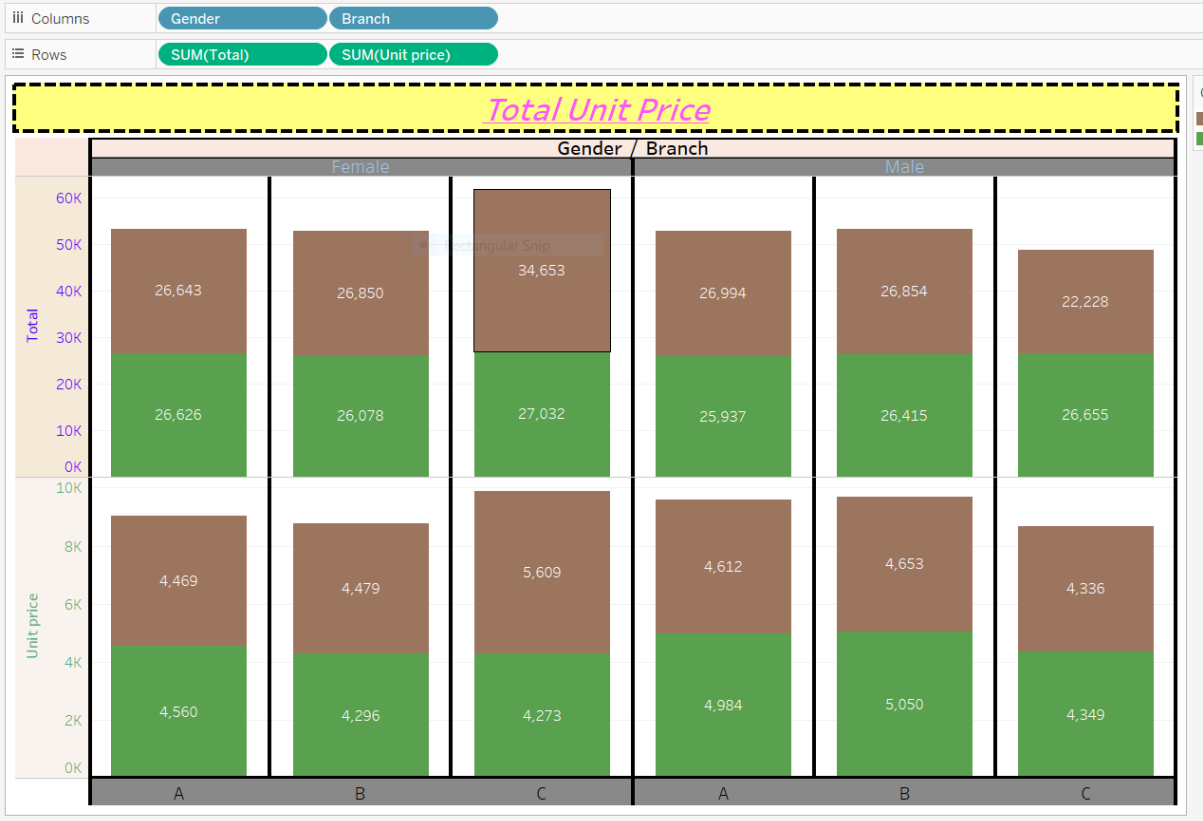 Columns Gender Branch
Rows SUM(Total) SUM(Unit price)
Total Unit Price
Gender / Branch
Female Male
60K
50K
40K
30K
20K
10K
0K
Total
Rectangular Snip
26,643 26,850 34,653 26,994 26,854 22,228
26,626 26,078 27,032 25,937 26,415 26,655
10K
8K
6K
4K
2K
0K
Unit price
4,469 4,479 5,609 4,612 4,653 4,336
4,560 4,296 4,273 4,984 5,050 4,349
A B C A B C